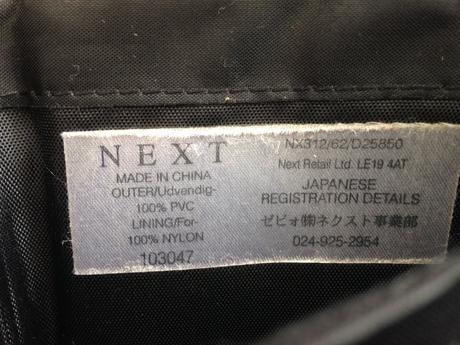 NEXT
MADE IN CHINA
OUTER/Udvendig-
100% PVC
LINING/For-
100% NYLON
103047
NX312/62/D25850
Next Retail Ltd. LE19 4AT
JAPANESE
REGISTRATION DETAILS
ゼビオ㈱ネクスト事業部
024-925-2954